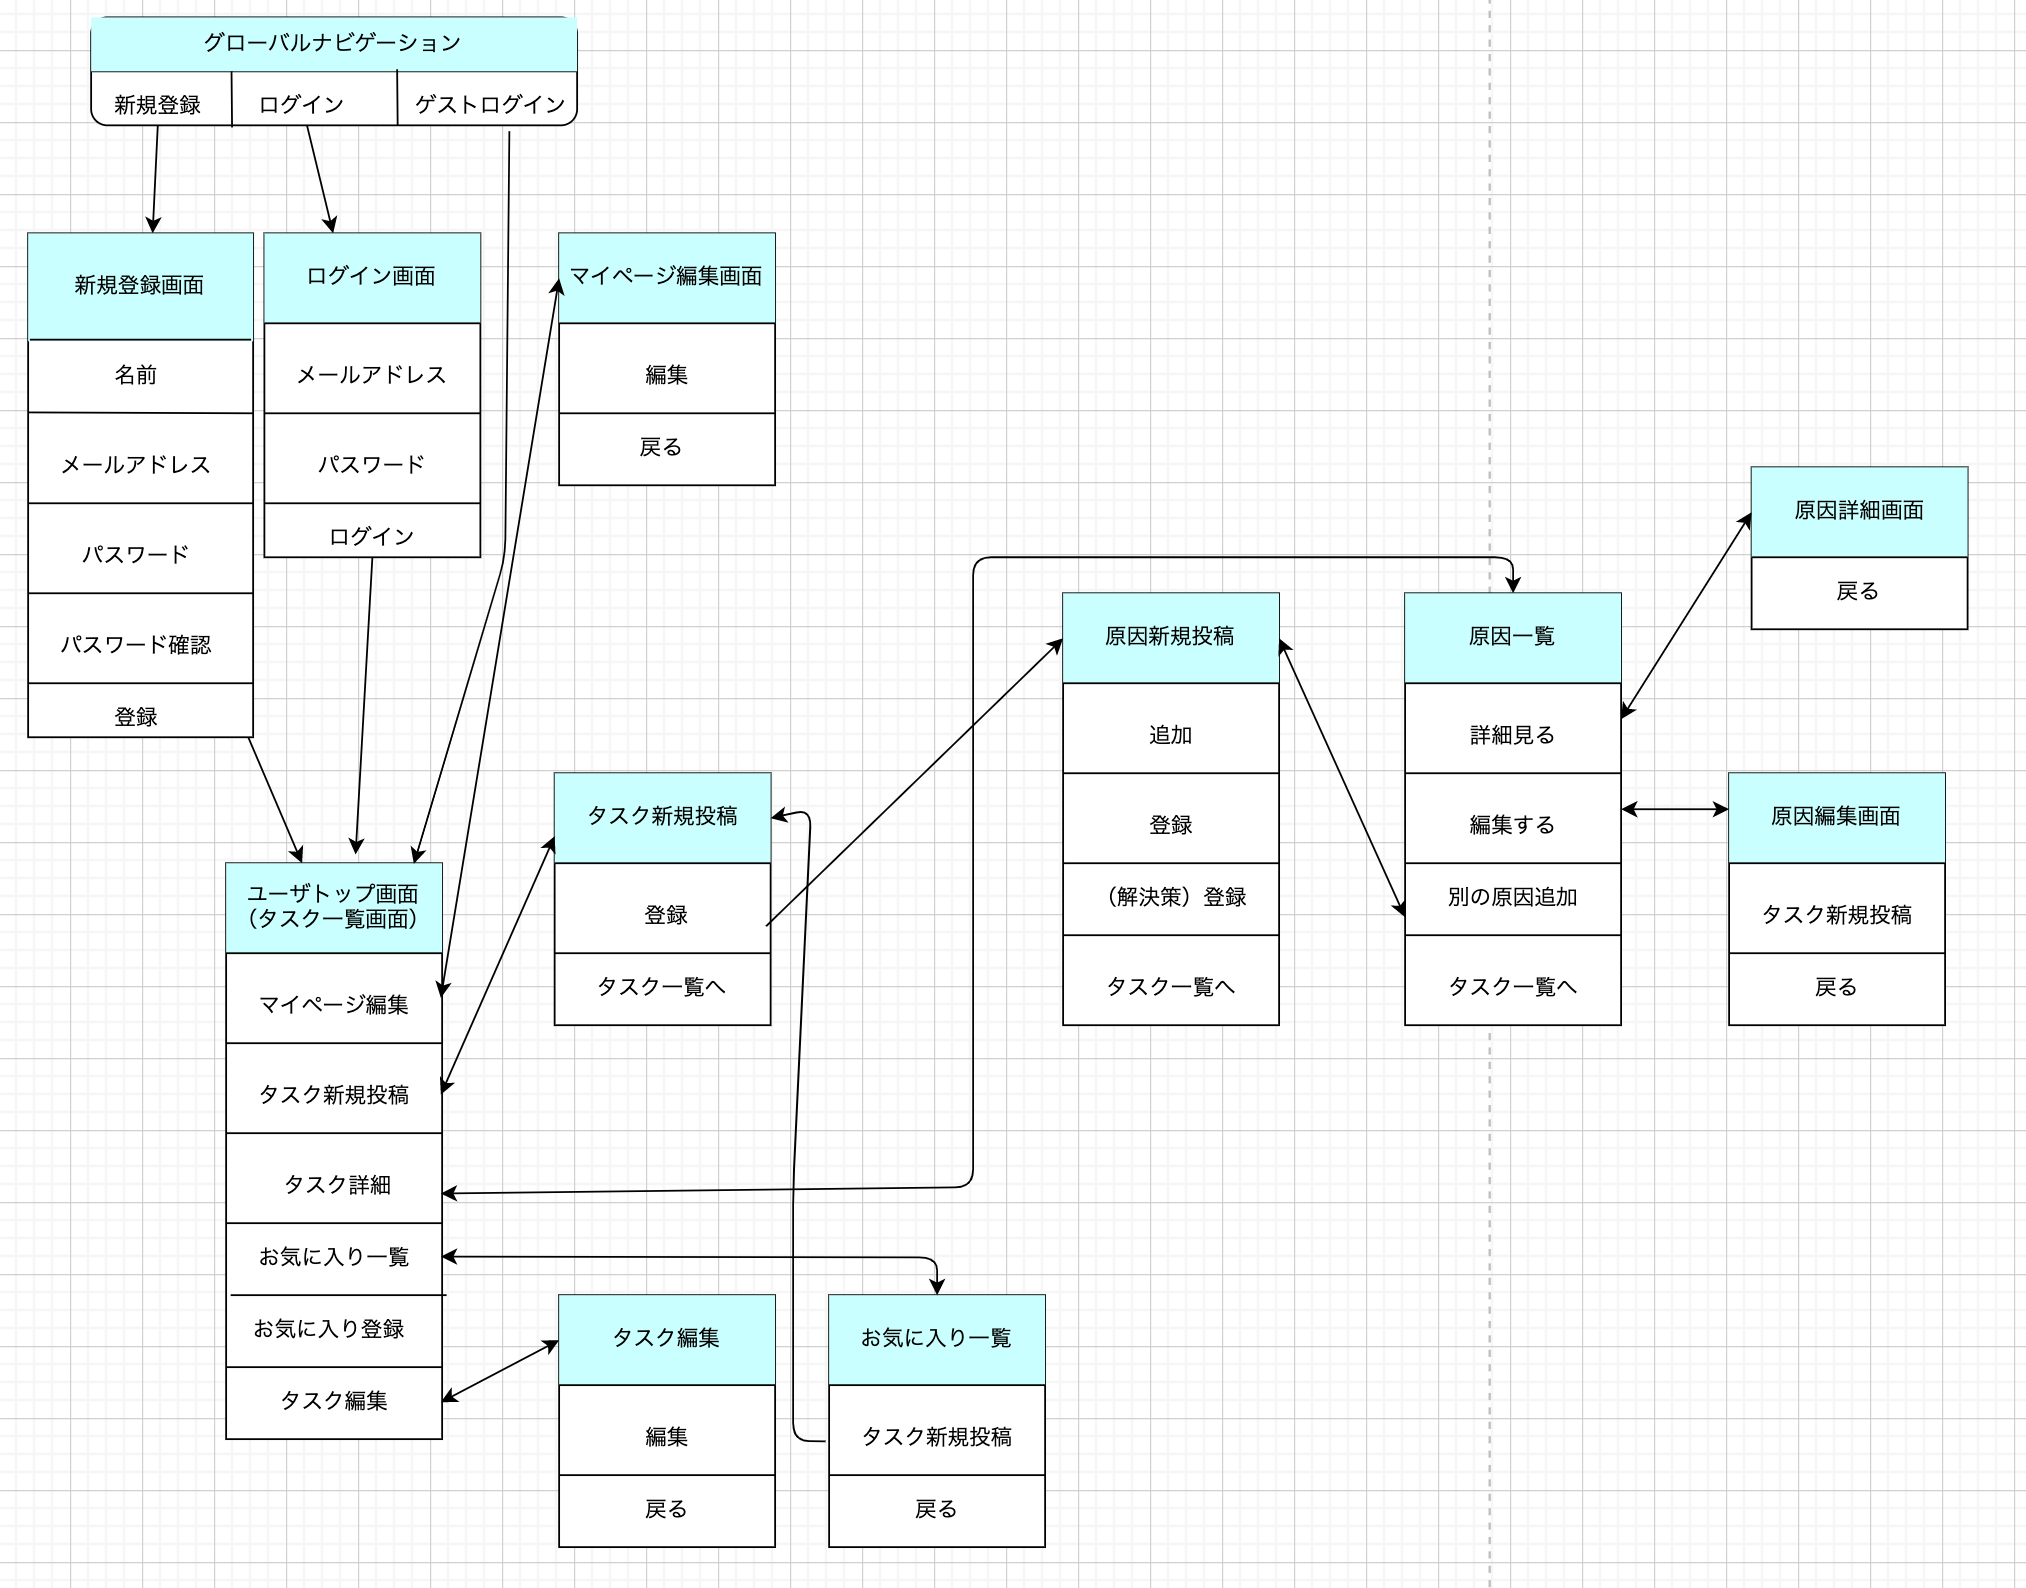 グローバルナビゲーション
新規登録
ログイン
ゲストログイン
新規登録画面
名前
メールアドレス
パスワード
パスワード確認
登録
ログイン画面
メールアドレス
パスワード
ログイン
マイページ編集画面
編集
戻る
ユーザトップ画面
（タスク一覧画面）
マイページ編集
タスク新規投稿
タスク詳細
お気に入り一覧
お気に入り登録
タスク編集
タスク新規投稿
登録
タスク一覧へ
タスク編集
編集
戻る
お気に入り一覧
タスク新規投稿
戻る
原因新規投稿
追加
登録
（解決策）登録
タスク一覧へ
原因一覧
詳細見る
編集する
別の原因追加
タスク一覧へ
原因詳細画面
戻る
原因編集画面
タスク新規投稿
戻る